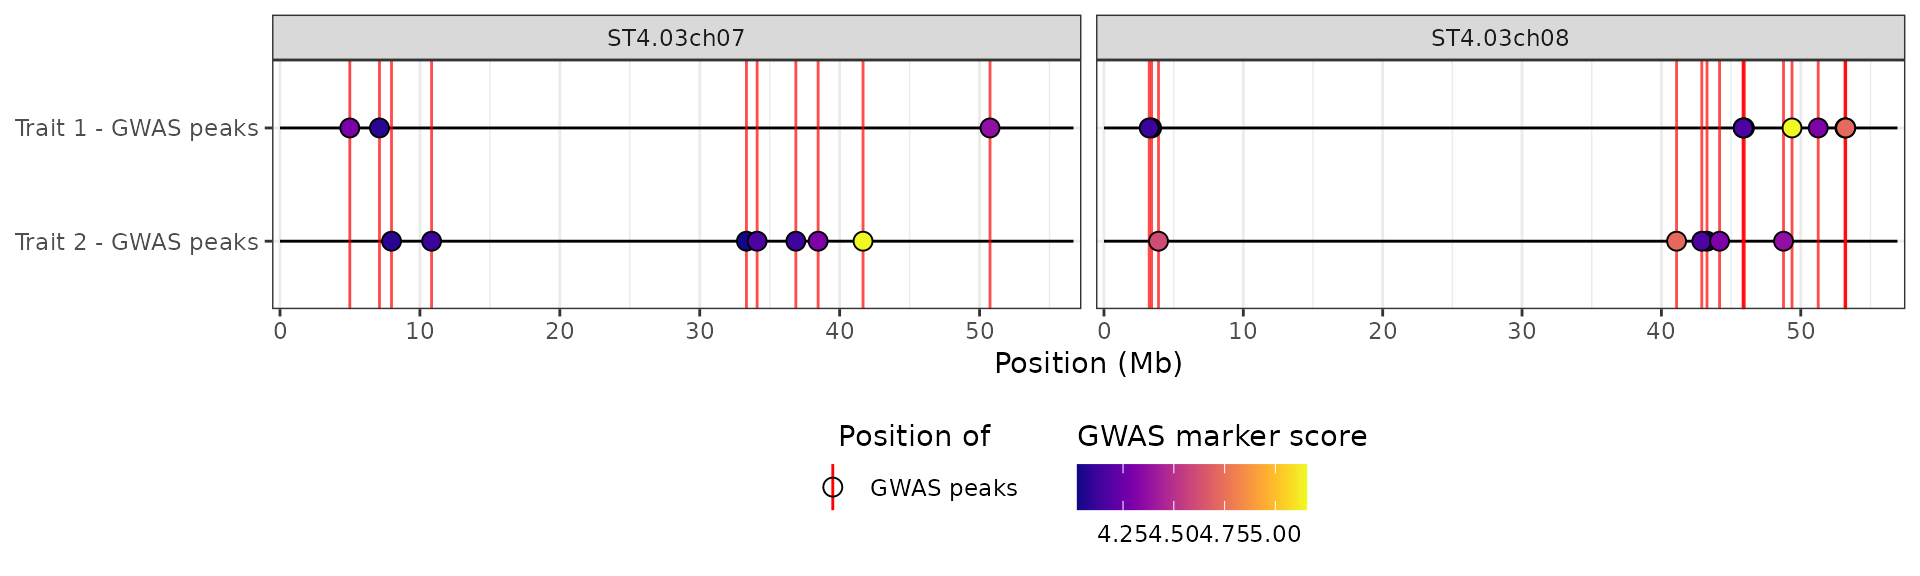 ST4.03ch07 ST4.03ch08
Trait 1 - GWAS peaks
Trait 2 - GWAS peaks
0 10 20 30 40 50 0 10 20 30 40 50
Position (Mb)
Position of GWAS marker score
GWAS peaks
4.254.504.755.00